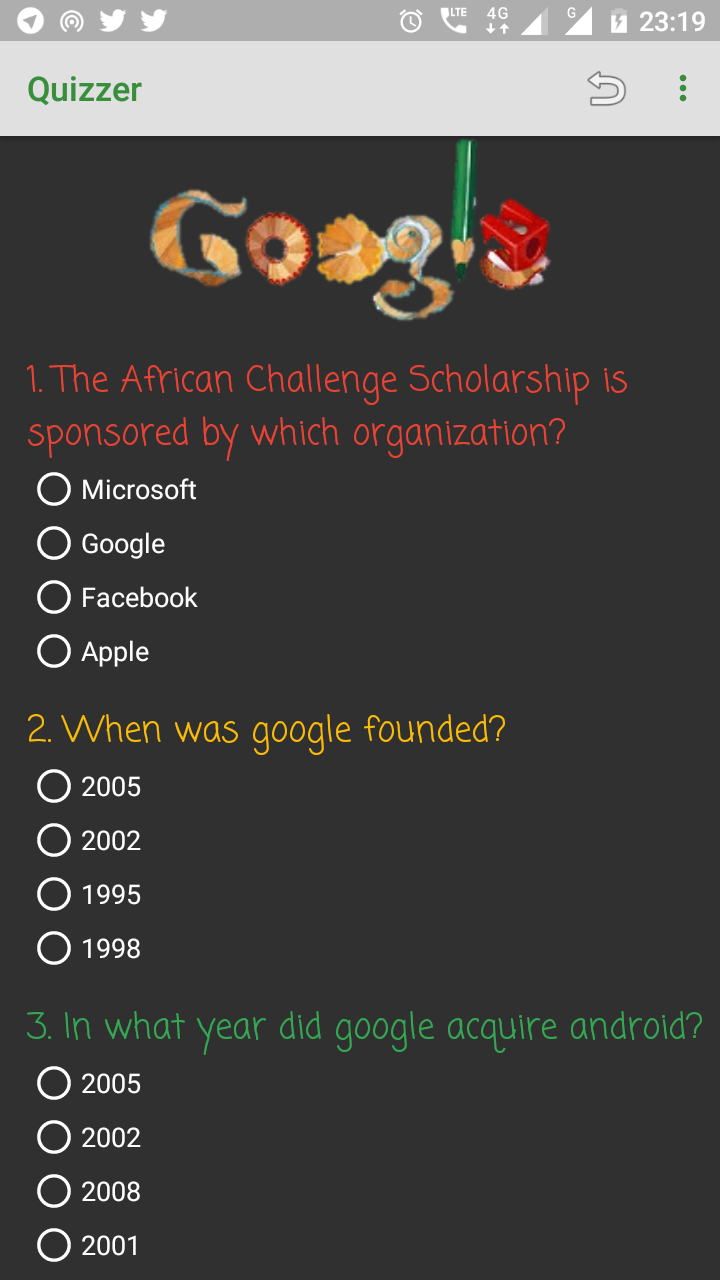 LTE 4G G 23:19
Quizzer
Google
1. The African Challenge Scholarship is
sponsored by which organization?
Microsoft
Google
Facebook
Apple
2. When was google founded?
2005
2002
1995
1998
3. In what year did google acquire android?
2005
2002
2008
2001